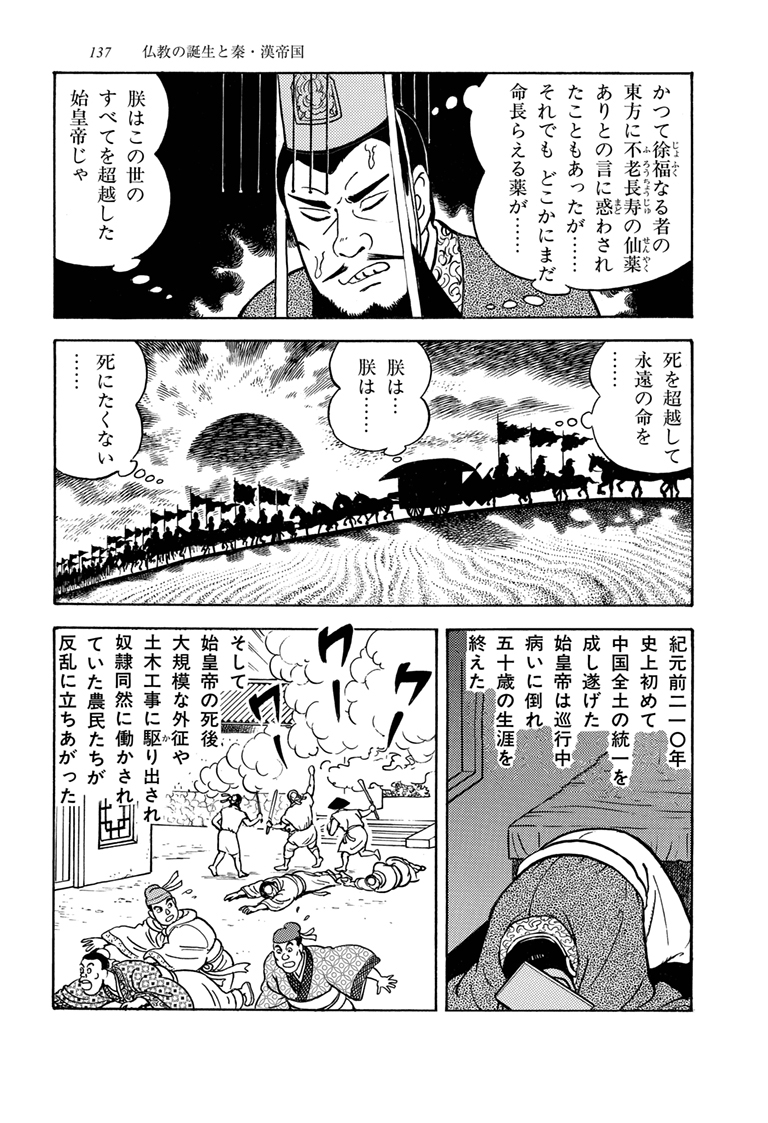 137 仏教の誕生と秦・漢帝国
かつて徐福なる者の
東方に不老長寿の仙薬
ありとの言に惑わされ
たこともあったが……
それでも どこかにまだ
命長らえる薬が……
朕はこの世の
すべてを超越した
始皇帝じゃ
死を超越して
永遠の命を
……
朕は…
朕は……
死にたくない
……
紀元前二一〇年
史上初めて
中国全土の統一を
成し遂げた
始皇帝は巡行中
病いに倒れ
五十歳の生涯を
終えた
ワーワーワー
そして
始皇帝の死後
大規模な外征や
土木工事に駆り出され
奴隷同然に働かされ
ていた農民たちが
反乱に立ちあがった